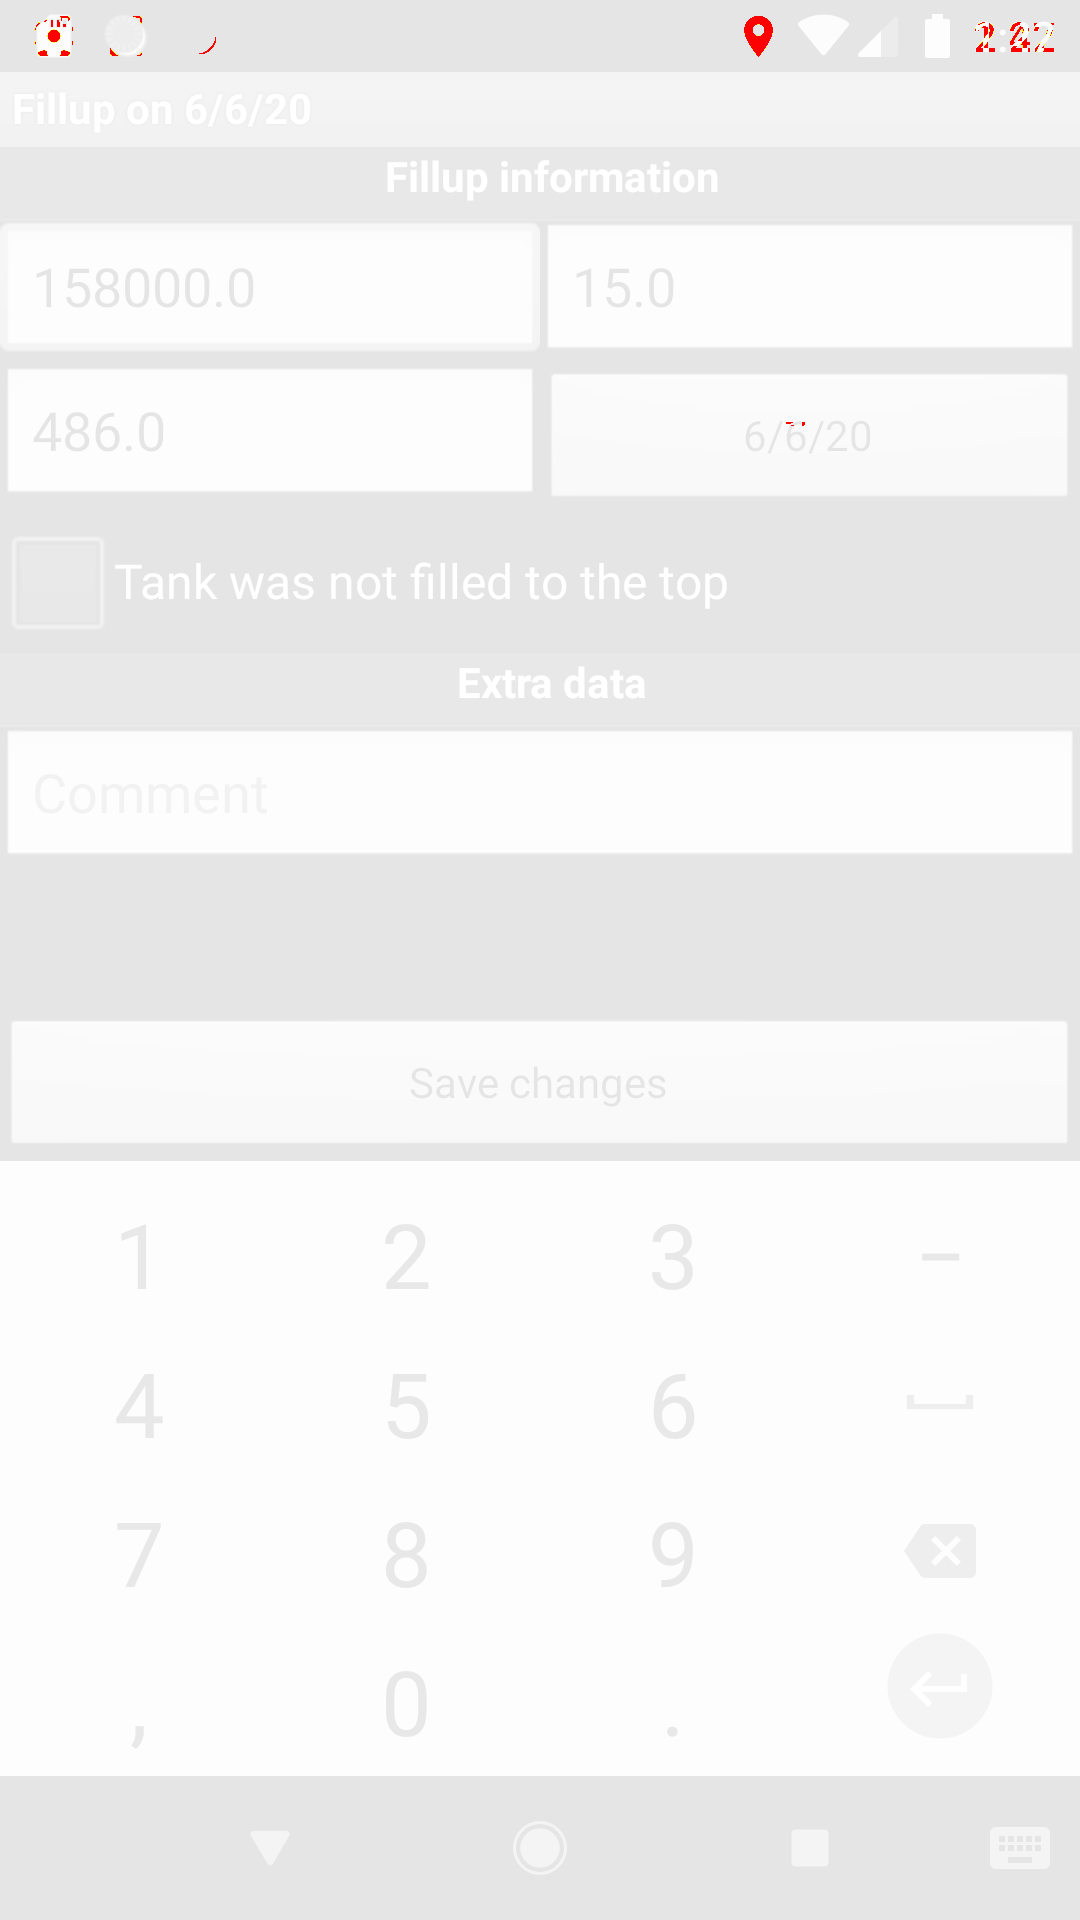 Fillup on 6/6/20
Fillup information
158000.0 15.0
486.0 6/6/20
Tank was not filled to the top
Extra data
Comment
Save changes
1 2 3 –
4 5 6
7 8 9
, 0 .